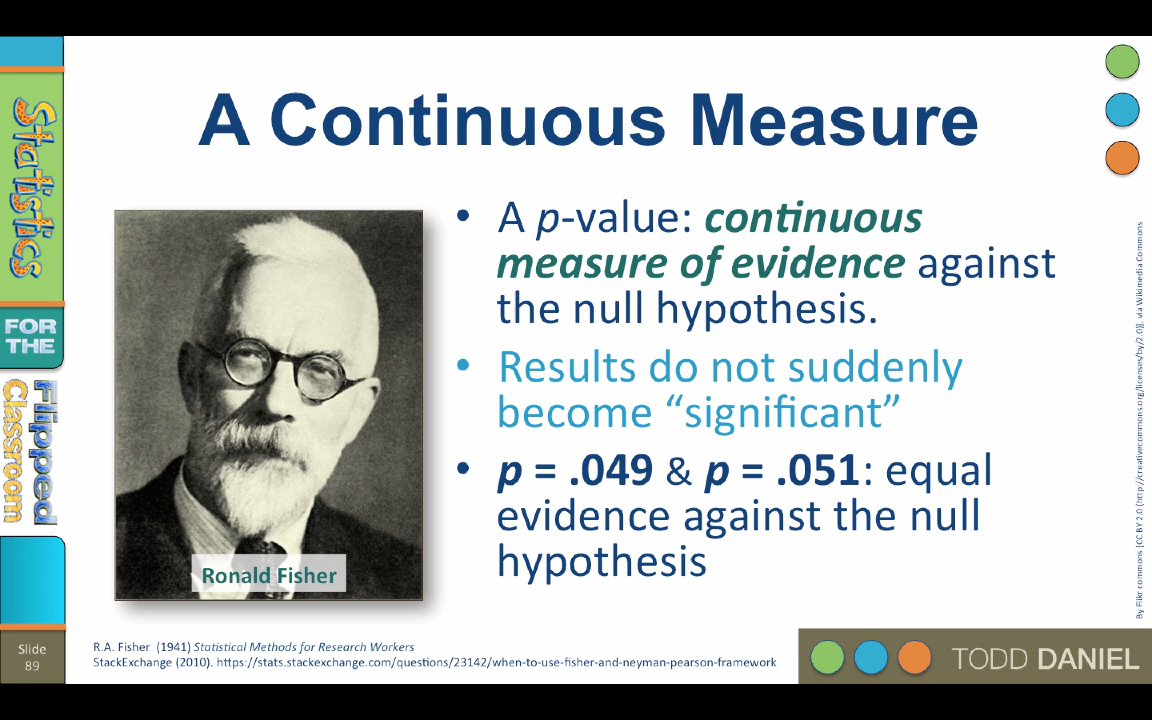 Statistics
FOR
THE
Flipped
Classroom
Slide
89
A Continuous Measure
Ronald Fisher
• A p-value: continuous
measure of evidence against
the null hypothesis.
• Results do not suddenly
become “significant”
• p = .049 & p = .051: equal
evidence against the null
hypothesis
By Flikr commons [CC BY 2.0 (http://creativecommons.org/licenses/by/2.0)], via Wikimedia Commons
R.A. Fisher (1941) Statistical Methods for Research Workers
StackExchange (2010). https://stats.stackexchange.com/questions/23142/when-to-use-fisher-and-neyman-pearson-framework
TODD DANIEL